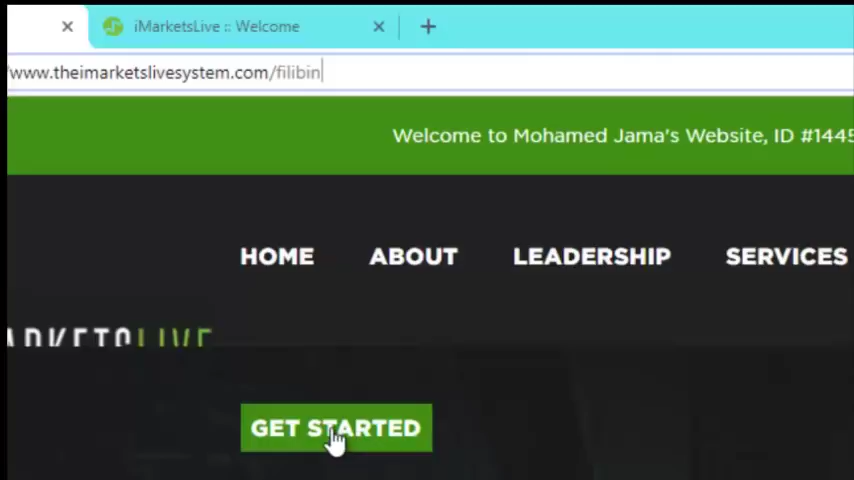 iMarketsLive :: Welcome
/www.theimarketslivesystem.com/filibin
Welcome to Mohamed Jama's Website, ID #1445
HOME ABOUT LEADERSHIP SERVICES
MARKETSLIVE
GET STARTED